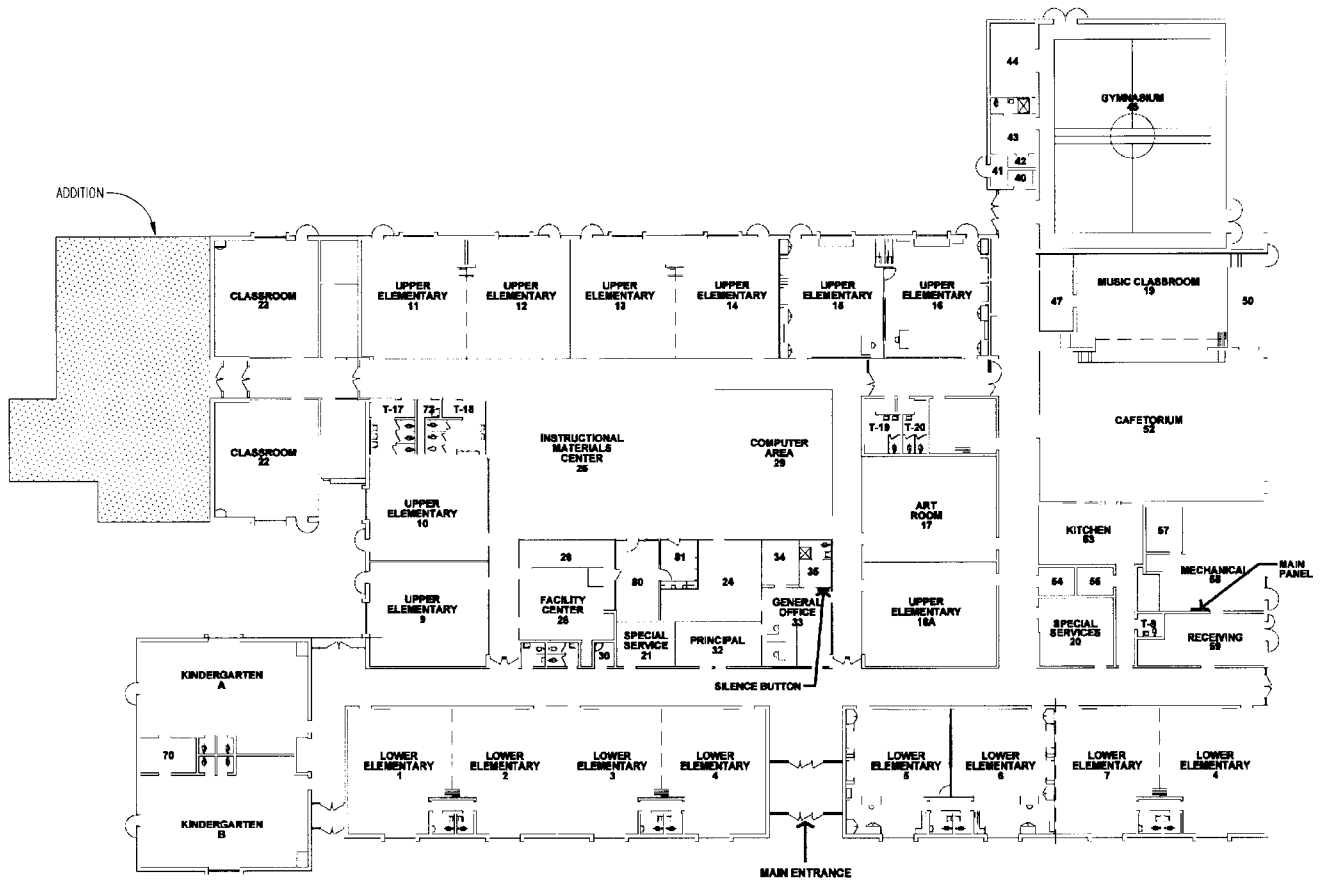 44
GYMNASIUM
45
43
42
41
40
ADDITION
CLASSROOM
23
UPPER
ELEMENTARY
11
UPPER
ELEMENTARY
12
UPPER
ELEMENTARY
13
UPPER
ELEMENTARY
14
UPPER
ELEMENTARY
15
UPPER
ELEMENTARY
16
47
MUSIC CLASSROOM
19
50
T-17
73
T-18
T-19
T-20
CAFETORIUM
52
CLASSROOM
22
INSTRUCTIONAL
MATERIALS
CENTER
25
COMPUTER
AREA
29
UPPER
ELEMENTARY
10
ART
ROOM
17
KITCHEN
53
57
28
81
34
35
80
24
54
55
MECHANICAL
58
MAIN
PANEL
UPPER
ELEMENTARY
9
FACILITY
CENTER
26
GENERAL
OFFICE
33
UPPER
ELEMENTARY
18A
SPECIAL
SERVICES
20
T-8
RECEIVING
59
SPECIAL
SERVICE
21
PRINCIPAL
32
30
SILENCE BUTTON
KINDERGARTEN
A
70
KINDERGARTEN
B
LOWER
ELEMENTARY
1
LOWER
ELEMENTARY
2
LOWER
ELEMENTARY
3
LOWER
ELEMENTARY
4
LOWER
ELEMENTARY
5
LOWER
ELEMENTARY
6
LOWER
ELEMENTARY
7
LOWER
ELEMENTARY
4
MAIN ENTRANCE